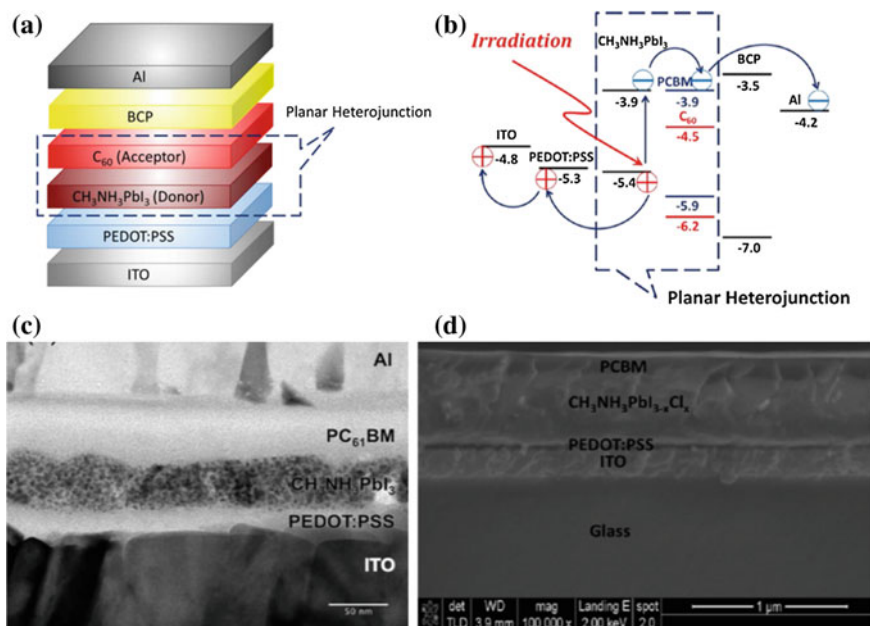 (a)
Al
BCP
C₆₀ (Acceptor)
CH₃NH₃PbI₃ (Donor)
PEDOT:PSS
ITO
Planar Heterojunction
(b)
Irradiation
CH₃NH₃PbI₃
PCBM
BCP
-3.9
-3.9
-3.5
Al
-4.2
C₆₀
-4.5
ITO
-4.8
PEDOT:PSS
-5.3
-5.4
-5.9
-6.2
-7.0
Planar Heterojunction
(c)
Al
PC₆₁BM
CH₃NH₃PbI₃
PEDOT:PSS
ITO
50 nm
(d)
PCBM
CH₃NH₃PbI₃₋ₓClₓ
PEDOT:PSS
ITO
Glass
det WD mag Landing E spot
TLD 3.9 mm 100,000 x 2.00 keV 2.0
1 µm